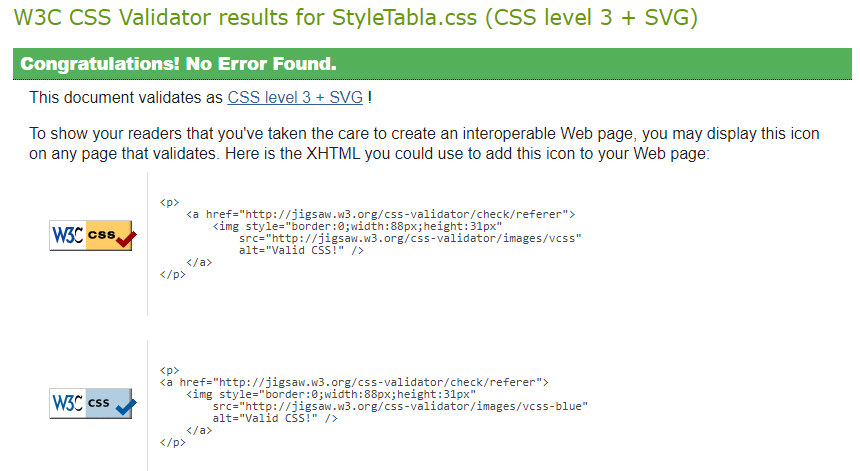 W3C CSS Validator results for StyleTabla.css (CSS level 3 + SVG)
Congratulations! No Error Found.
This document validates as CSS level 3 + SVG !
To show your readers that you've taken the care to create an interoperable Web page, you may display this icon
on any page that validates. Here is the XHTML you could use to add this icon to your Web page:
W3C css
<p>
    <a href="http://jigsaw.w3.org/css-validator/check/referer">
        <img style="border:0;width:88px;height:31px"
            src="http://jigsaw.w3.org/css-validator/images/vcss"
            alt="Valid CSS!" />
    </a>
</p>
W3C css
<p>
<a href="http://jigsaw.w3.org/css-validator/check/referer">
    <img style="border:0;width:88px;height:31px"
        src="http://jigsaw.w3.org/css-validator/images/vcss-blue"
        alt="Valid CSS!" />
    </a>
</p>